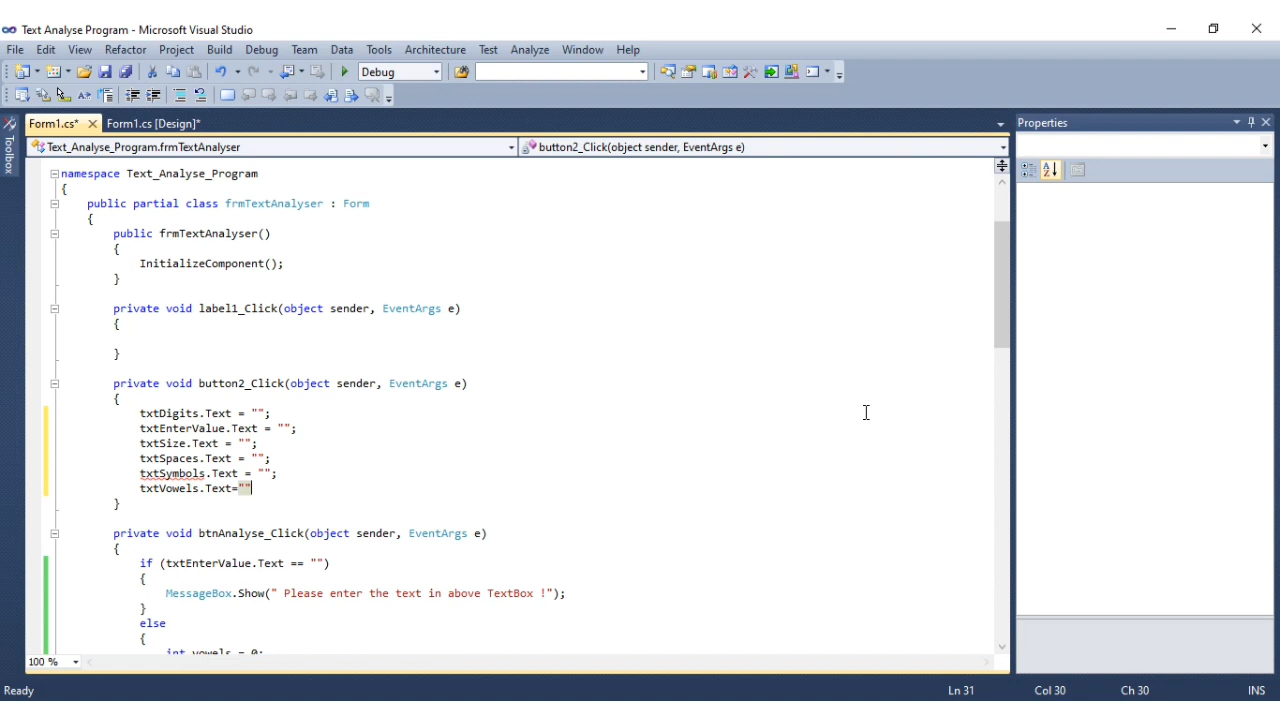 Text Analyse Program - Microsoft Visual Studio
File Edit View Refactor Project Build Debug Team Data Tools Architecture Test Analyze Window Help
Debug
Form1.cs* Form1.cs [Design]* Properties
Toolbox
Text_Analyse_Program.frmTextAnalyser button2_Click(object sender, EventArgs e)
namespace Text_Analyse_Program
{
public partial class frmTextAnalyser : Form
{
public frmTextAnalyser()
{
InitializeComponent();
}
private void label1_Click(object sender, EventArgs e)
{
}
private void button2_Click(object sender, EventArgs e)
{
txtDigits.Text = "";
txtEnterValue.Text = "";
txtSize.Text = "";
txtSpaces.Text = "";
txtSymbols.Text = "";
txtVowels.Text=""
}
private void btnAnalyse_Click(object sender, EventArgs e)
{
if (txtEnterValue.Text == "")
{
MessageBox.Show(" Please enter the text in above TextBox !");
}
else
{
int vowels = 0;
100 %
Ready Ln 31 Col 30 Ch 30 INS